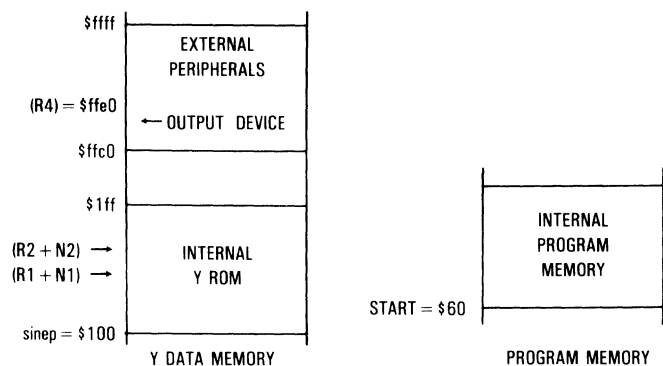 $ffff
EXTERNAL
PERIPHERALS
(R4) = $ffe0
← OUTPUT DEVICE
$ffc0
$1ff
(R2 + N2) →
(R1 + N1) →
INTERNAL
Y ROM
sinep = $100
Y DATA MEMORY
INTERNAL
PROGRAM
MEMORY
START = $60
PROGRAM MEMORY